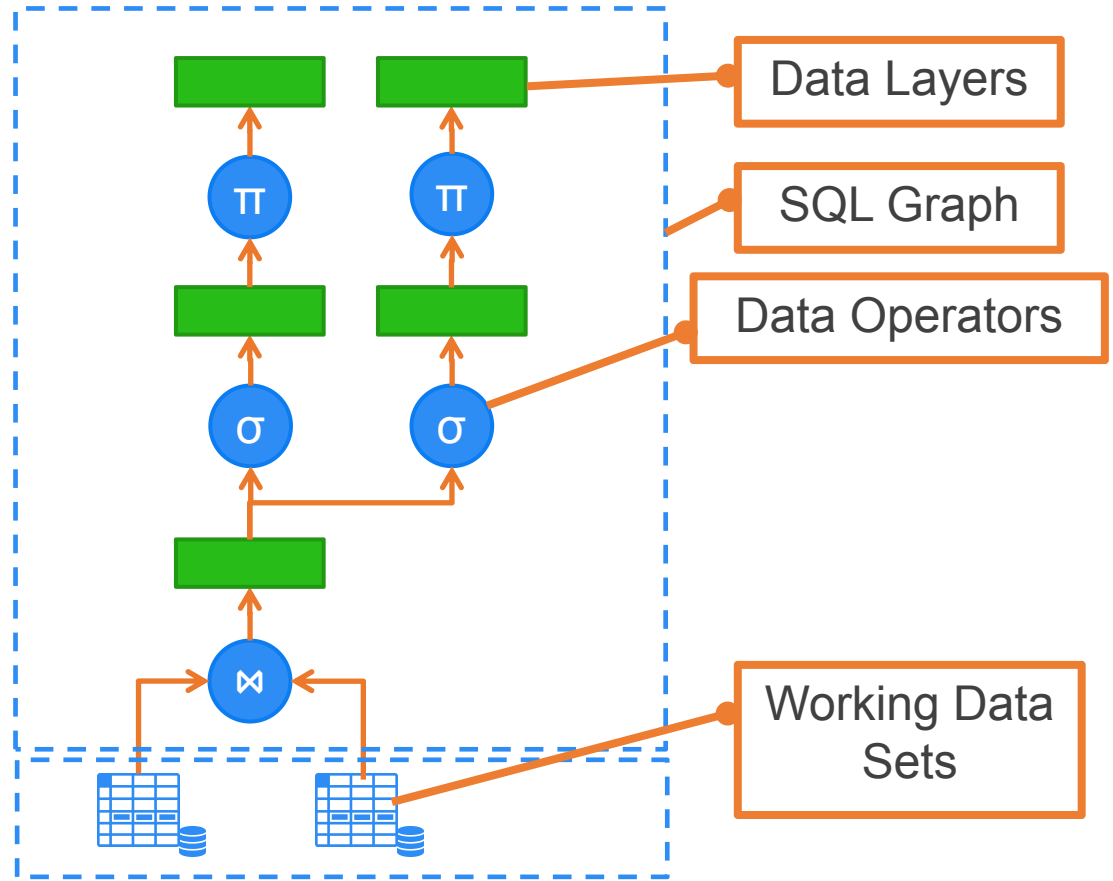 Data Layers
π π
SQL Graph
Data Operators
σ σ
⋈
Working Data
Sets